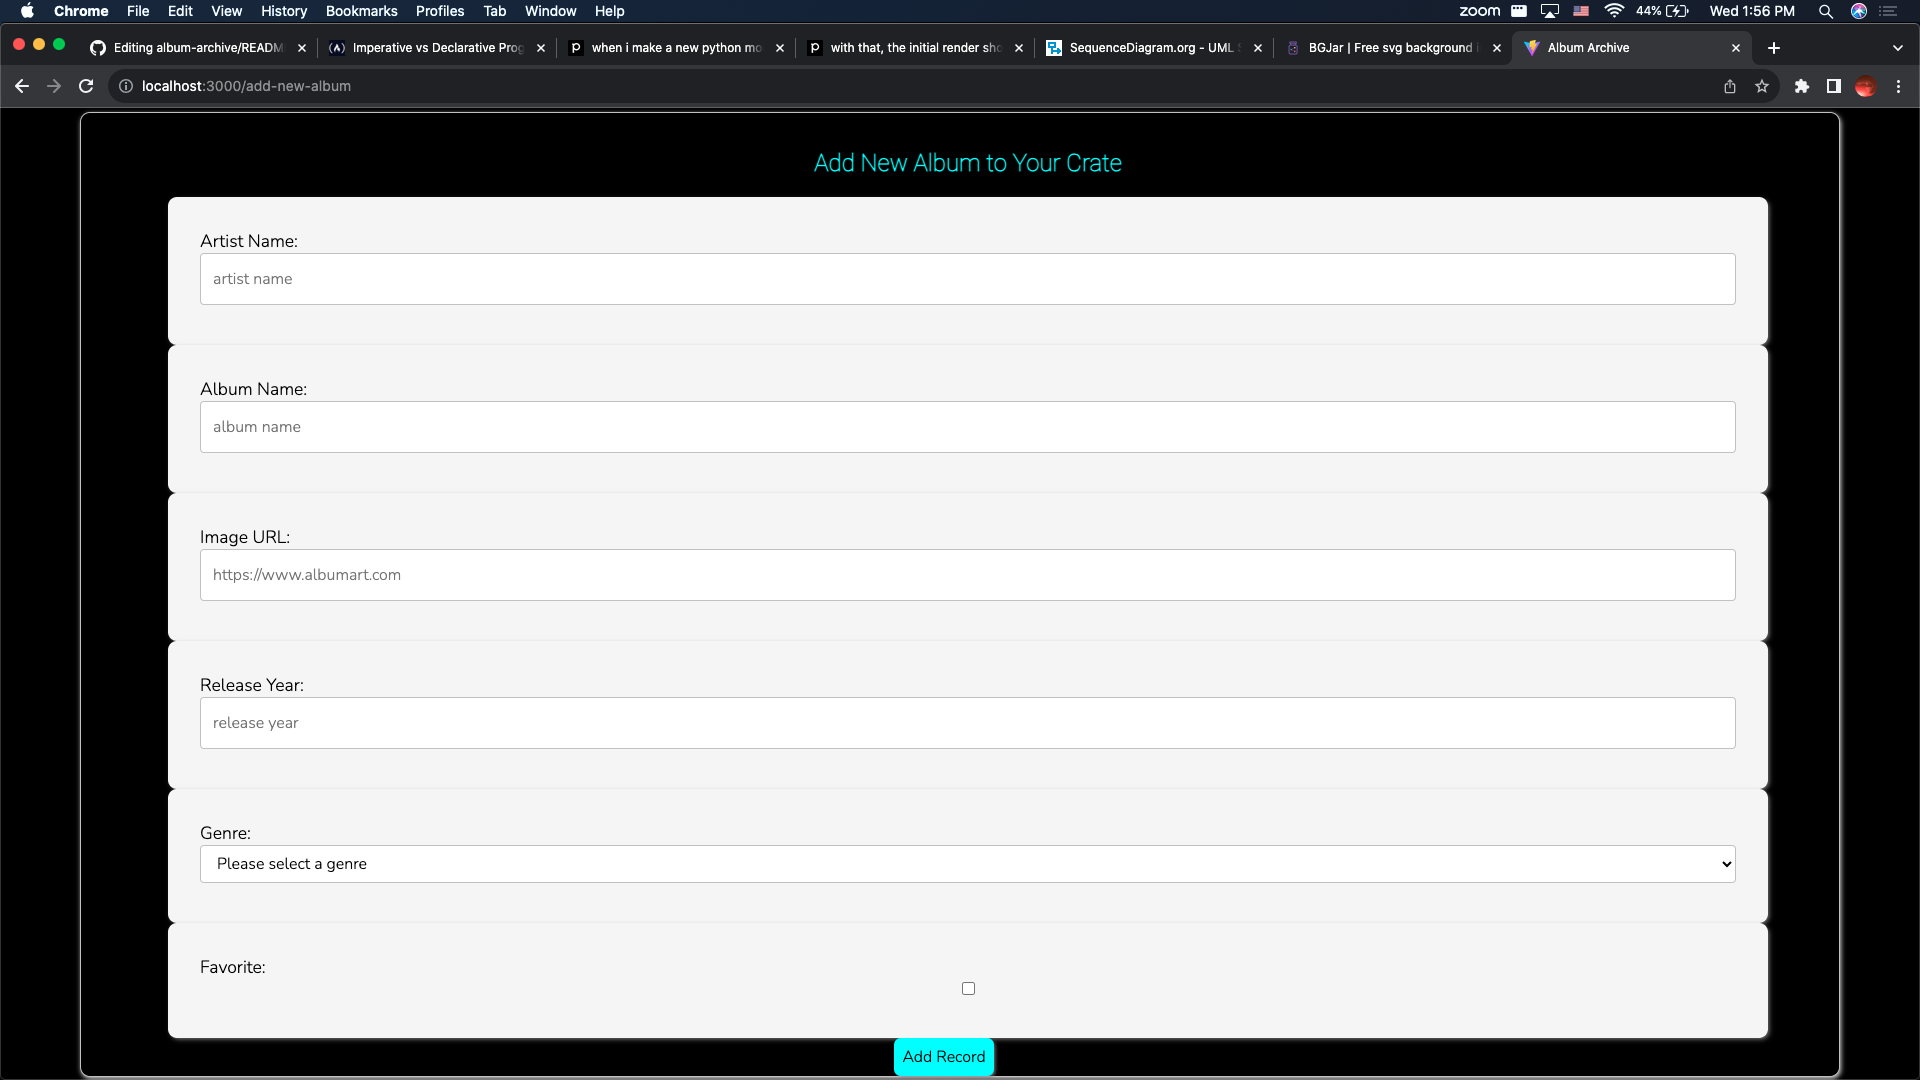 Chrome File Edit View History Bookmarks Profiles Tab Window Help zoom 44% Wed 1:56 PM
Editing album-archive/READM Imperative vs Declarative Prog when i make a new python mo with that, the initial render sho SequenceDiagram.org - UML BGJar | Free svg background Album Archive
localhost:3000/add-new-album
Add New Album to Your Crate
Artist Name:
artist name
Album Name:
album name
Image URL:
https://www.albumart.com
Release Year:
release year
Genre:
Please select a genre
Favorite:
Add Record